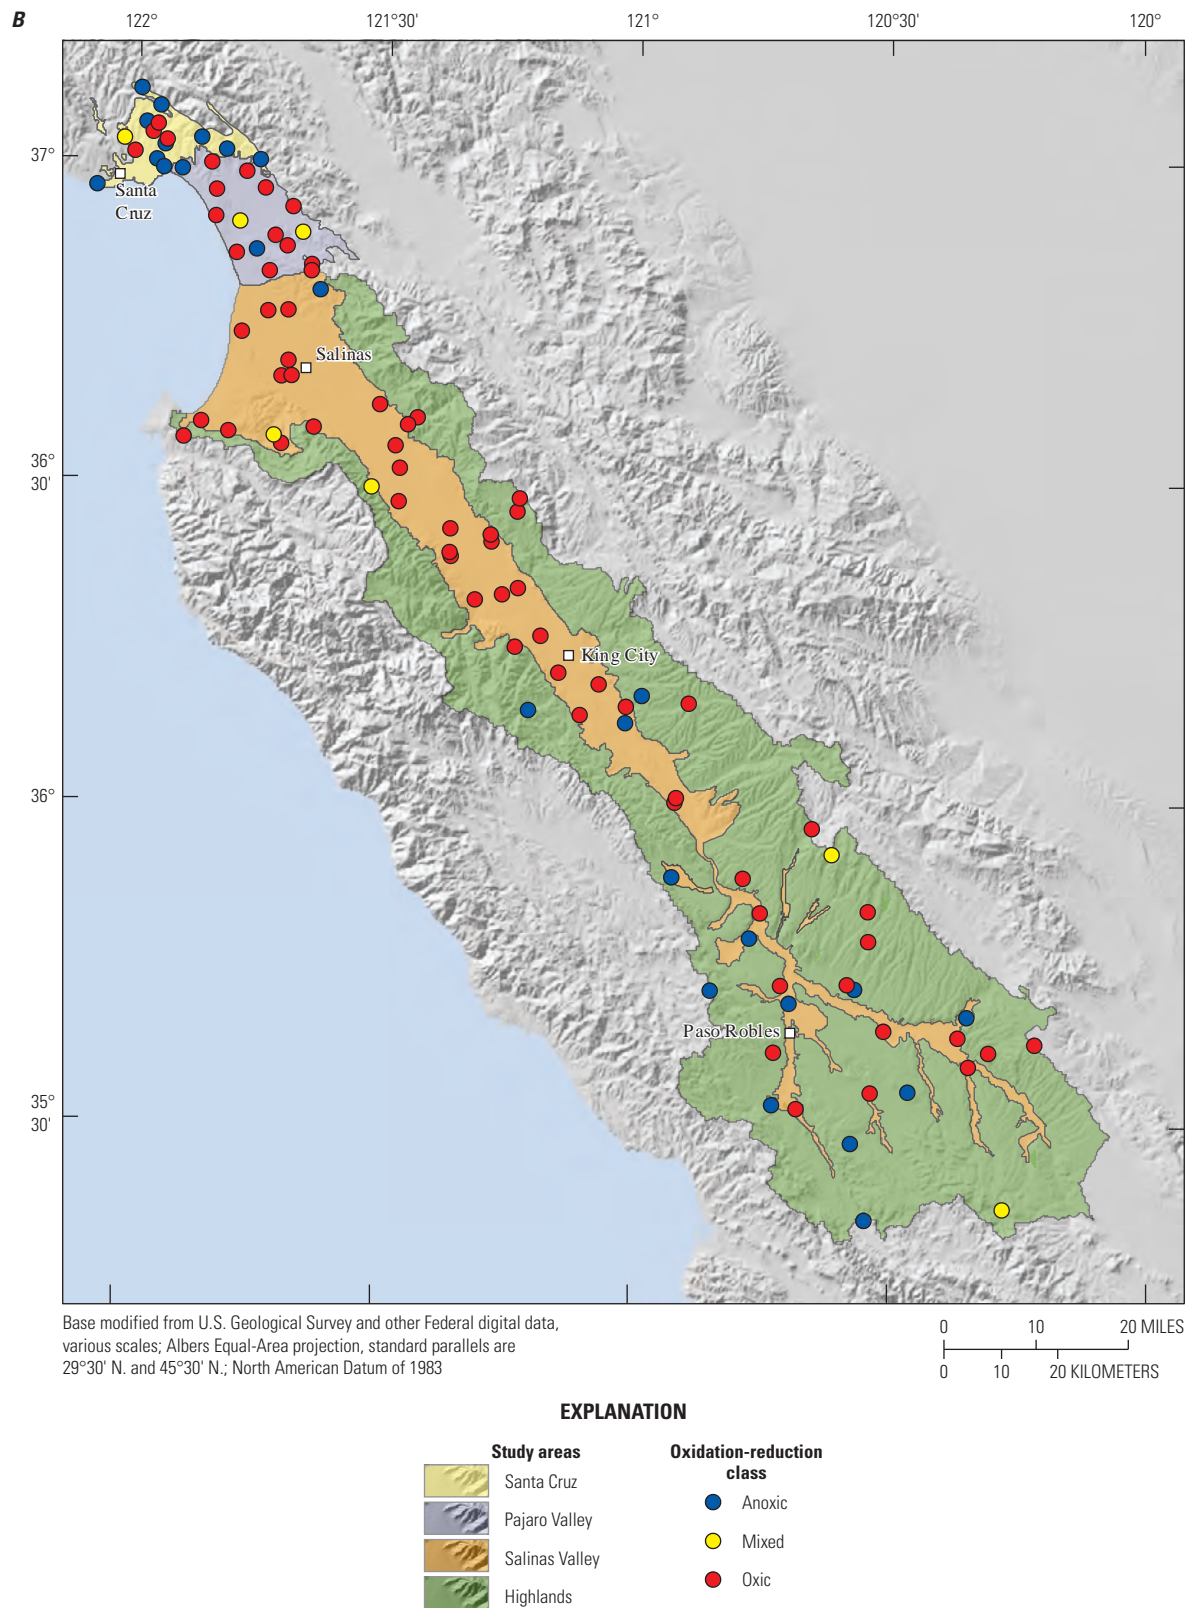 B
122°
121°30'
121°
120°30'
120°
37°
Santa
Cruz
Salinas
36°
30'
King City
36°
Paso Robles
35°
30'
Base modified from U.S. Geological Survey and other Federal digital data,
various scales; Albers Equal-Area projection, standard parallels are
29°30' N. and 45°30' N.; North American Datum of 1983
0 10 20 MILES
0 10 20 KILOMETERS
EXPLANATION
Study areas
Santa Cruz
Pajaro Valley
Salinas Valley
Highlands
Oxidation-reduction
class
Anoxic
Mixed
Oxic